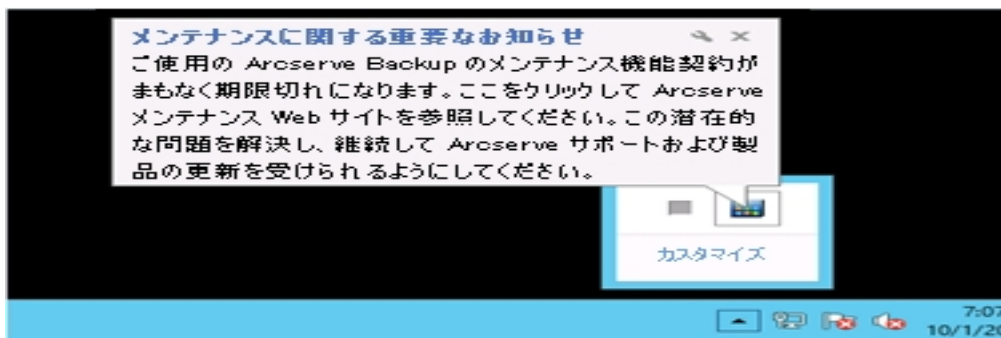 メンテナンスに関する重要なお知らせ
ご使用の Arcserve Backup のメンテナンス機能契約が
まもなく期限切れになります。ここをクリックして Arcserve
メンテナンス Web サイトを参照してください。この潜在的
な問題を解決し、継続して Arcserve サポートおよび製
品の更新を受けられるようにしてください。
カスタマイズ
7:07
10/1/20